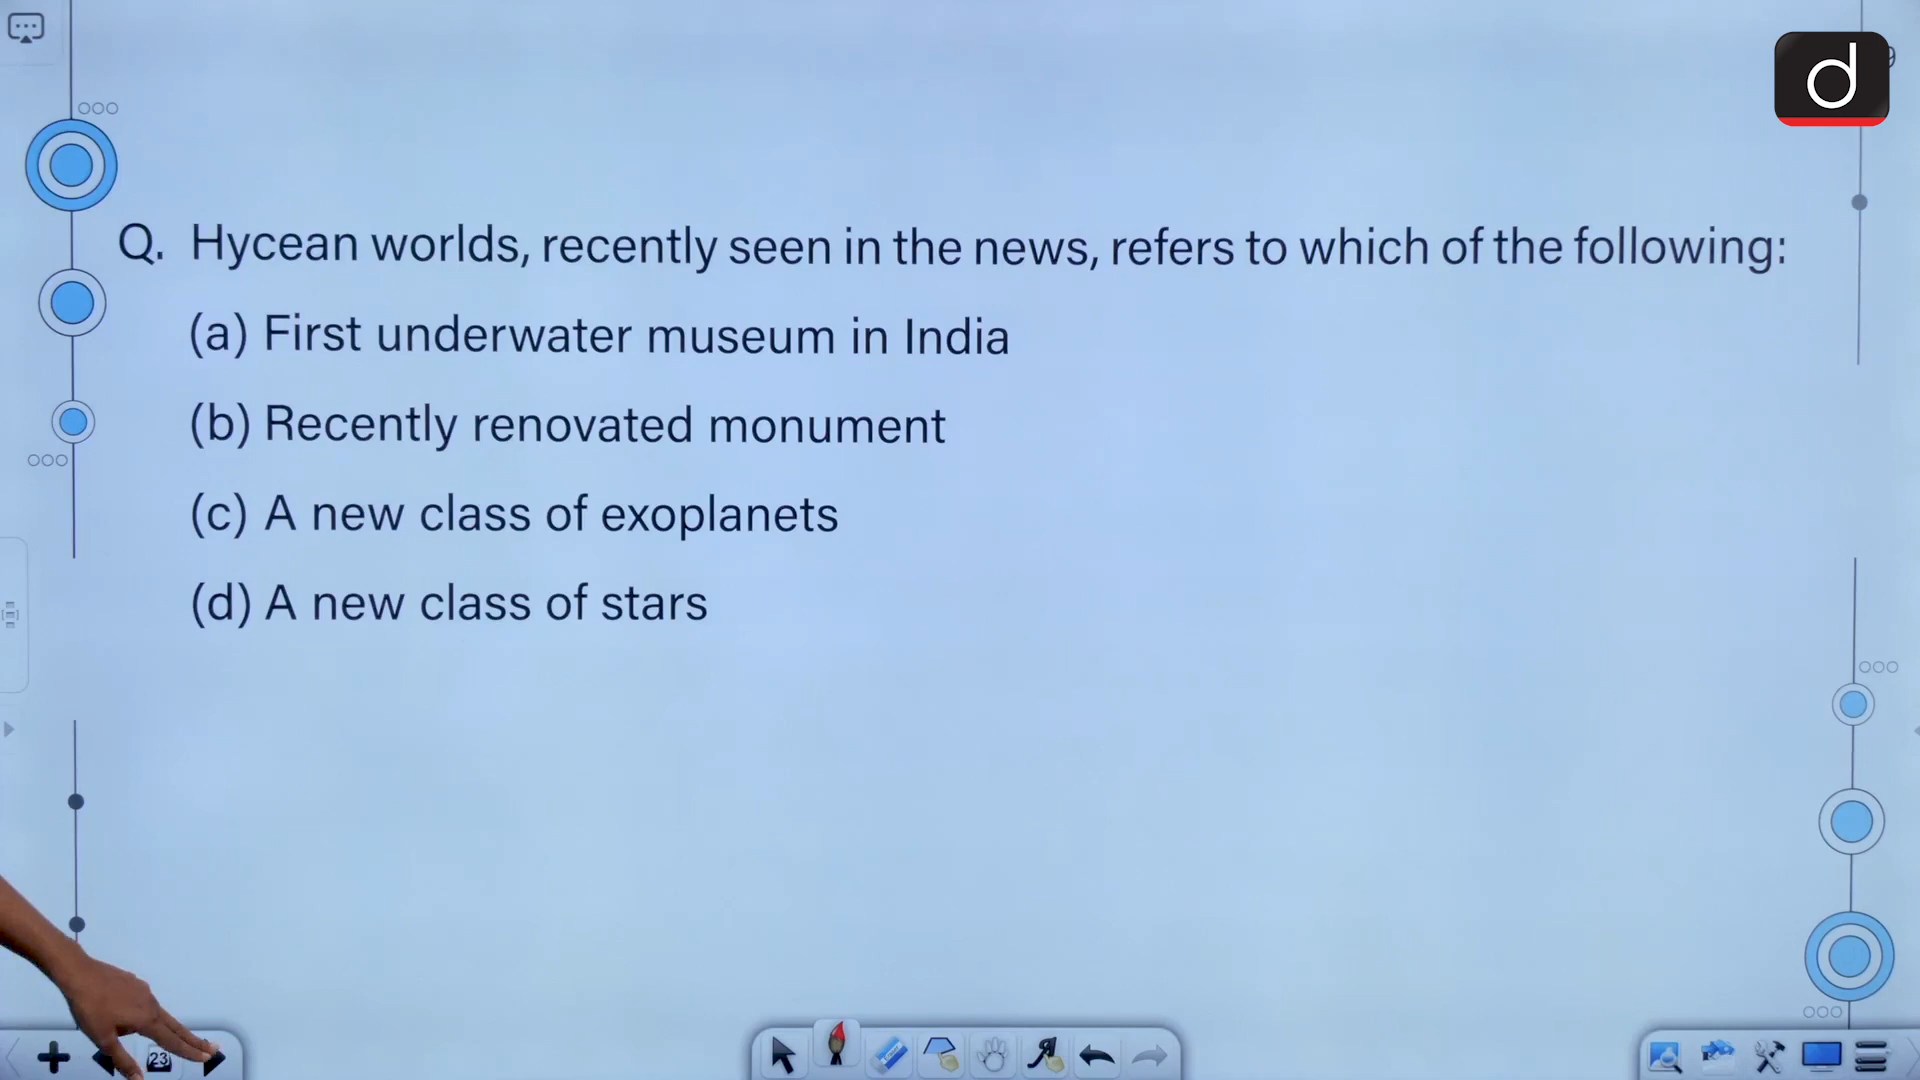 Q. Hycean worlds, recently seen in the news, refers to which of the following:
(a) First underwater museum in India
(b) Recently renovated monument
(c) A new class of exoplanets
(d) A new class of stars
23